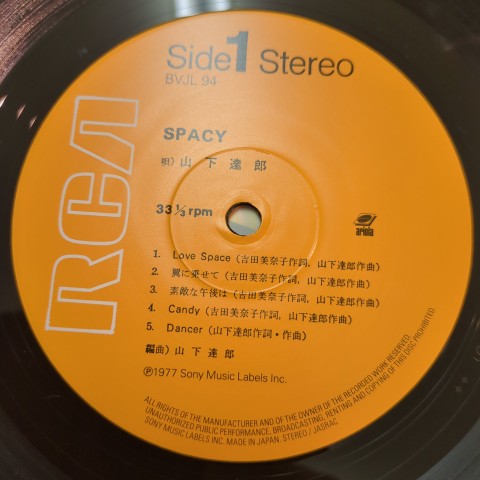 Side 1 Stereo
BVJL 94
RCA
SPACY
唄)山下達郎
33 1/3 rpm
ariola
1. Love Space (吉田美奈子作詞, 山下達郎作曲)
2. 翼に乗せて (吉田美奈子作詞, 山下達郎作曲)
3. 素敵な午後は (吉田美奈子作詞, 山下達郎作曲)
4. Candy (吉田美奈子作詞, 山下達郎作曲)
5. Dancer (山下達郎作詞・作曲)
編曲) 山下達郎
℗1977 Sony Music Labels Inc.
ALL RIGHTS OF THE MANUFACTURER AND OF THE OWNER OF THE RECORDED WORK RESERVED.
UNAUTHORIZED PUBLIC PERFORMANCE, BROADCASTING, RENTING AND COPYING OF THIS DISC PROHIBITED.
SONY MUSIC LABELS INC. MADE IN JAPAN. STEREO / JASRAC